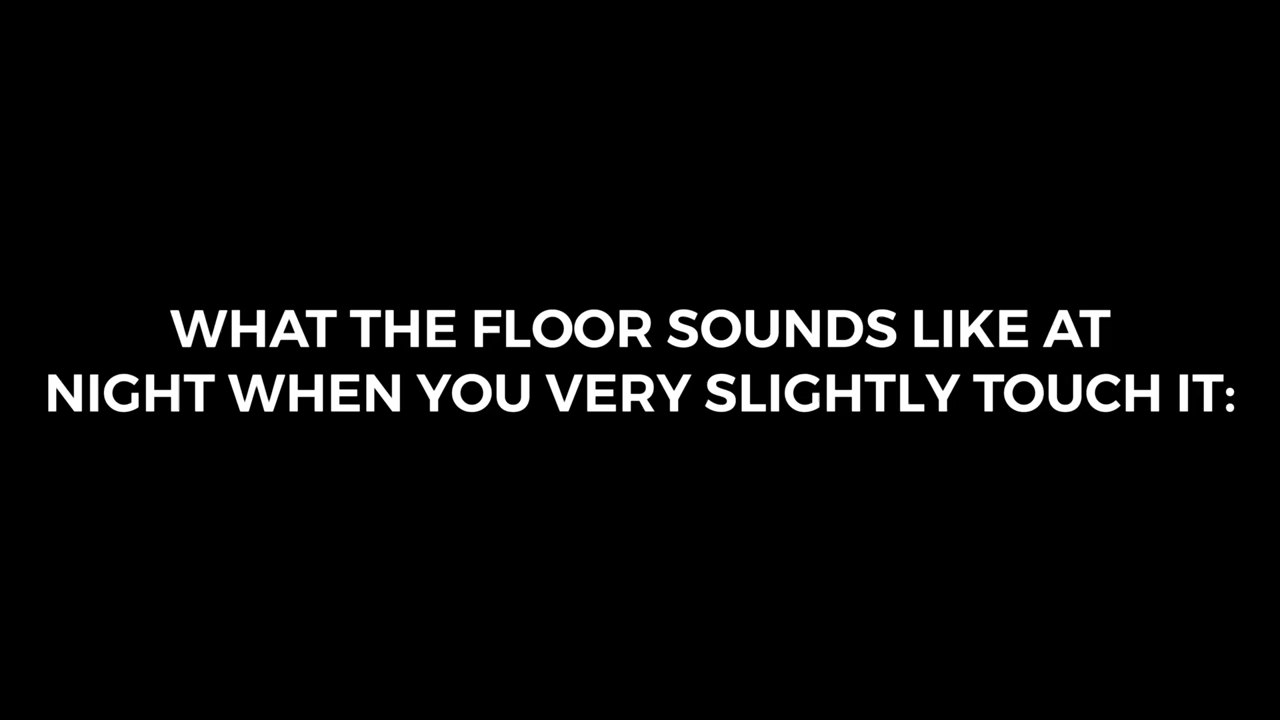 WHAT THE FLOOR SOUNDS LIKE AT
NIGHT WHEN YOU VERY SLIGHTLY TOUCH IT: